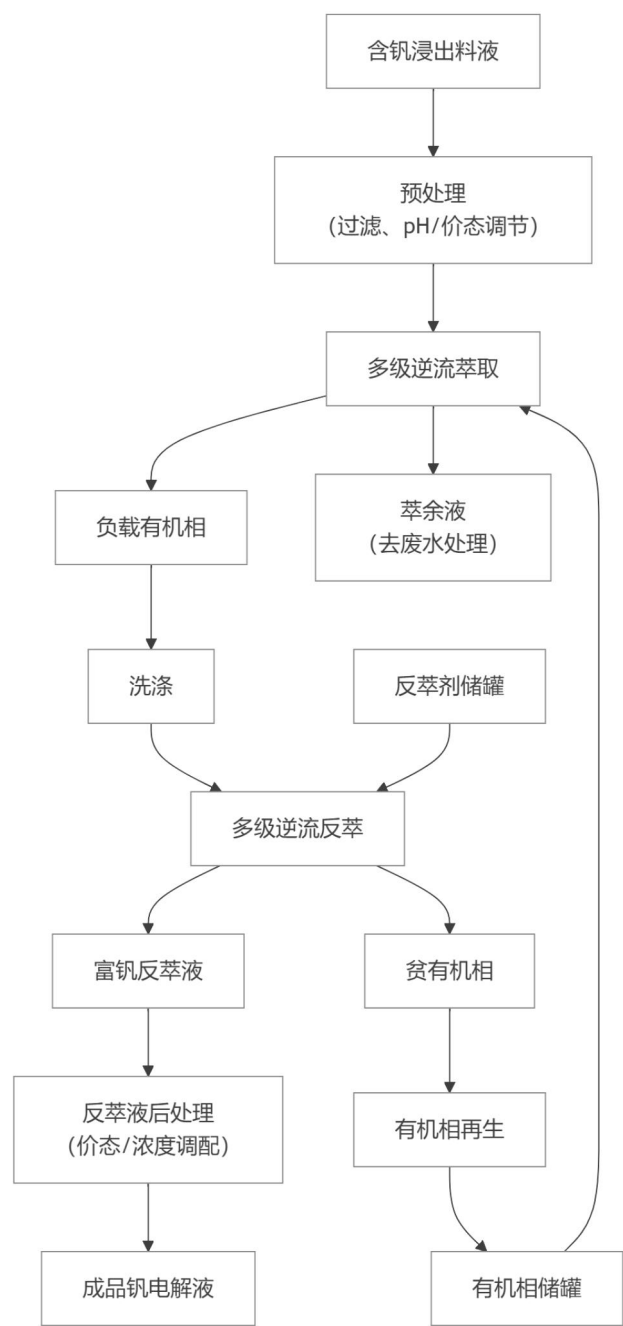 含钒浸出料液
预处理
(过滤、pH/价态调节)
多级逆流萃取
负载有机相
萃余液
(去废水处理)
洗涤
反萃剂储罐
多级逆流反萃
富钒反萃液
贫有机相
反萃液后处理
(价态/浓度调配)
有机相再生
成品钒电解液
有机相储罐